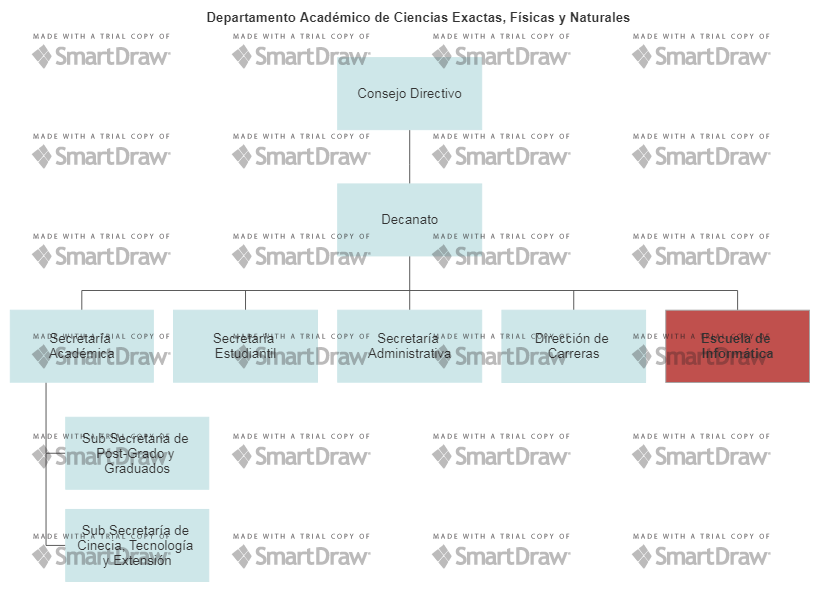 Departamento Académico de Ciencias Exactas, Físicas y Naturales
MADE WITH A TRIAL COPY OF MADE WITH A TRIAL COPY OF MADE WITH A TRIAL COPY OF MADE WITH A TRIAL COPY OF
SmartDraw SmartDraw SmartDraw SmartDraw
Consejo Directivo
MADE WITH A TRIAL COPY OF MADE WITH A TRIAL COPY OF MADE WITH A TRIAL COPY OF MADE WITH A TRIAL COPY OF
SmartDraw SmartDraw SmartDraw SmartDraw
Decanato
MADE WITH A TRIAL COPY OF MADE WITH A TRIAL COPY OF MADE WITH A TRIAL COPY OF MADE WITH A TRIAL COPY OF
SmartDraw SmartDraw SmartDraw SmartDraw
Secretaría
Académica
Secretaría
Estudiantil
Secretaría
Administrativa
Dirección de
Carreras
Escuela de
Informática
MADE WITH A TRIAL COPY OF MADE WITH A TRIAL COPY OF MADE WITH A TRIAL COPY OF MADE WITH A TRIAL COPY OF
SmartDraw SmartDraw SmartDraw SmartDraw
Sub Secretaría de
Post-Grado y
Graduados
MADE WITH A TRIAL COPY OF MADE WITH A TRIAL COPY OF MADE WITH A TRIAL COPY OF MADE WITH A TRIAL COPY OF
SmartDraw SmartDraw SmartDraw SmartDraw
Sub Secretaría de
Cinecia, Tecnología
y Extensión
MADE WITH A TRIAL COPY OF MADE WITH A TRIAL COPY OF MADE WITH A TRIAL COPY OF MADE WITH A TRIAL COPY OF
SmartDraw SmartDraw SmartDraw SmartDraw